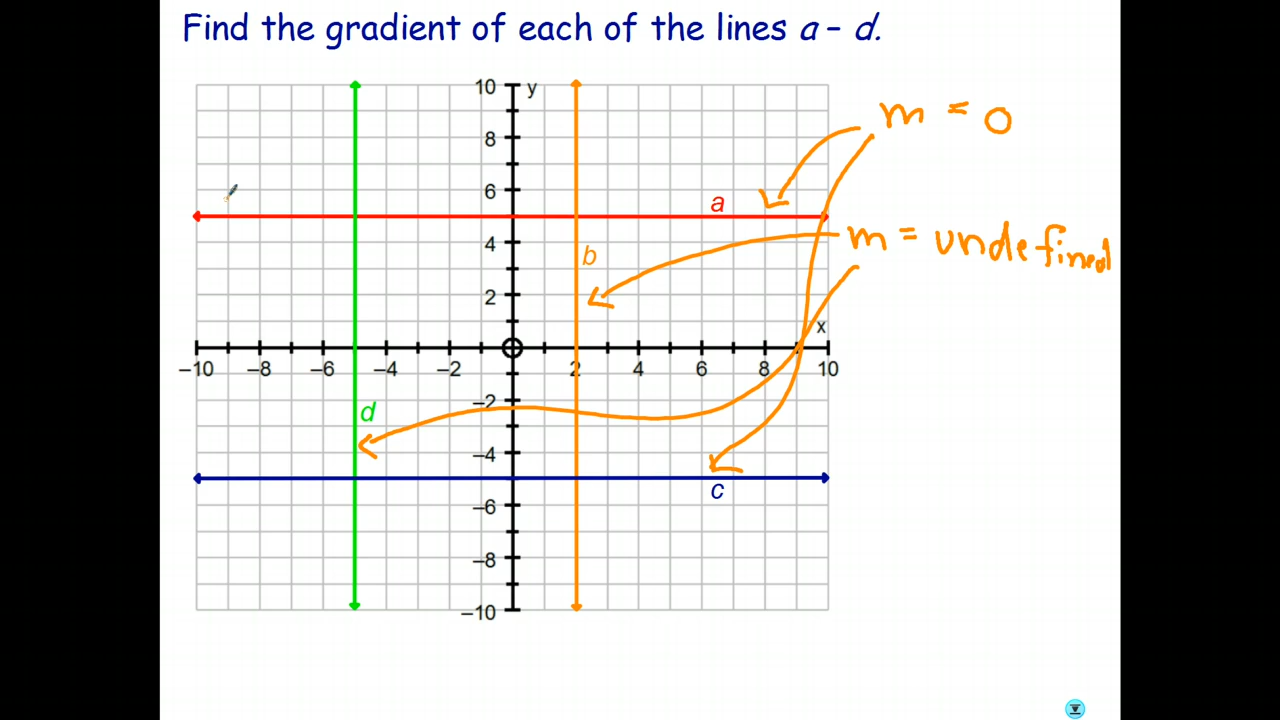 Find the gradient of each of the lines a – d.
10 y
8
m = 0
6
a
4
b
m = undefined
2
x
–10 –8 –6 –4 –2 2 4 6 8 10
–2
d
–4
c
–6
–8
–10